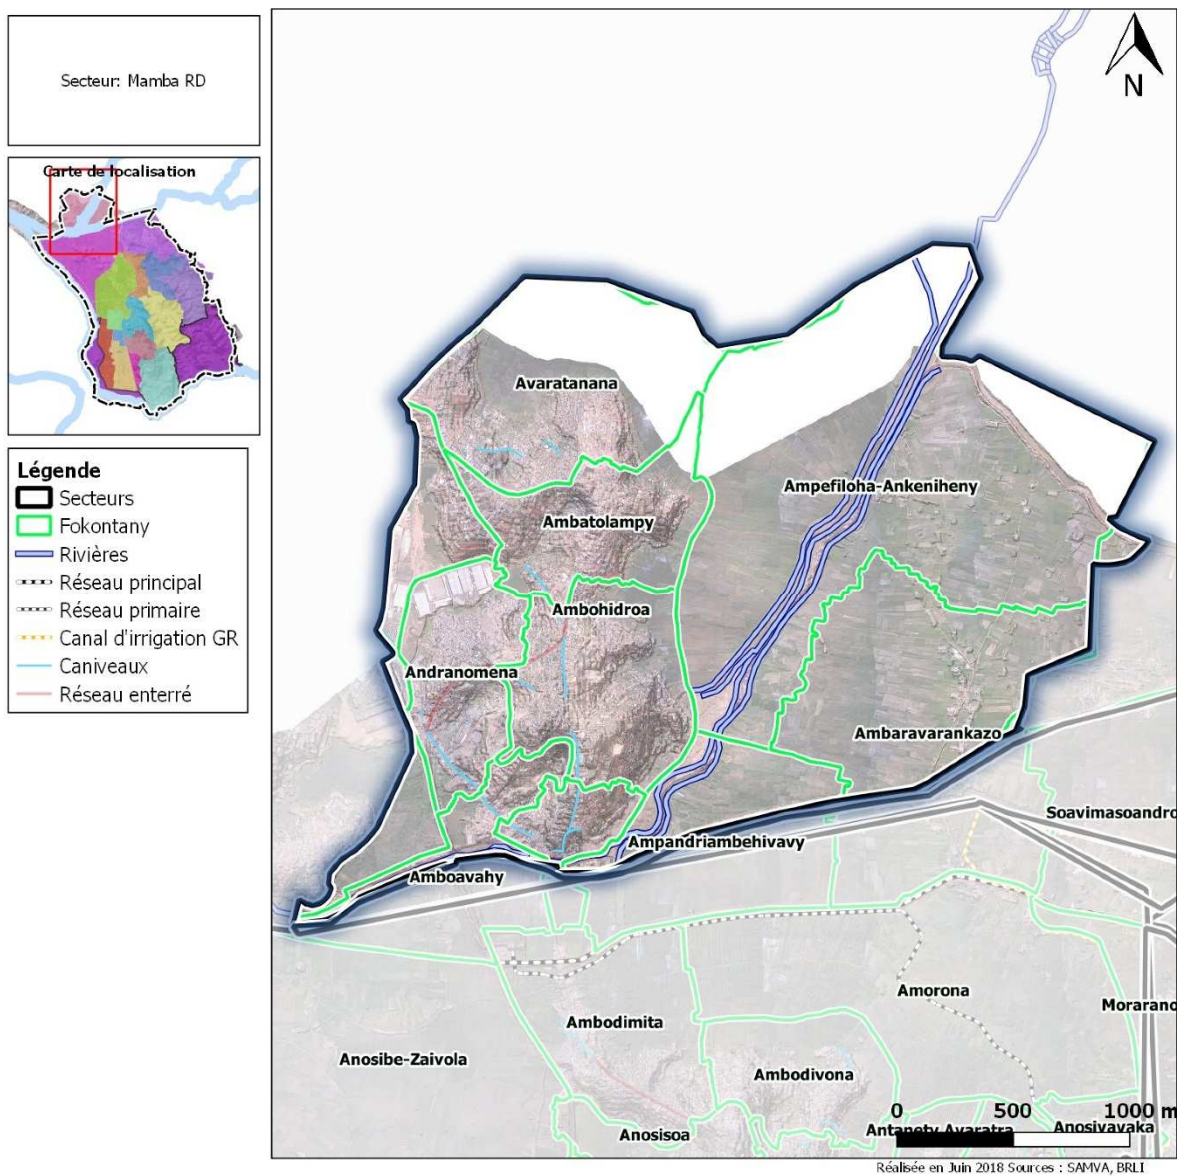 Secteur: Mamba RD
Carte de localisation
Légende
Secteurs
Fokontany
Rivières
Réseau principal
Réseau primaire
Canal d'irrigation GR
Caniveaux
Réseau enterré
N
Avaratanana
Ampefiloha-Ankeniheny
Ambatolampy
Ambohidroa
Andranomena
Ambaravarankazo
Soavimasoandro
Ampandriambehivavy
Amboavahy
Amorona
Morarano
Ambodimita
Anosibe-Zaivola
Ambodivona
0 500 1000 m
Anosisoa
Antanety Avaratra
Anosivavaka
Réalisée en Juin 2018 Sources : SAMVA, BRLI